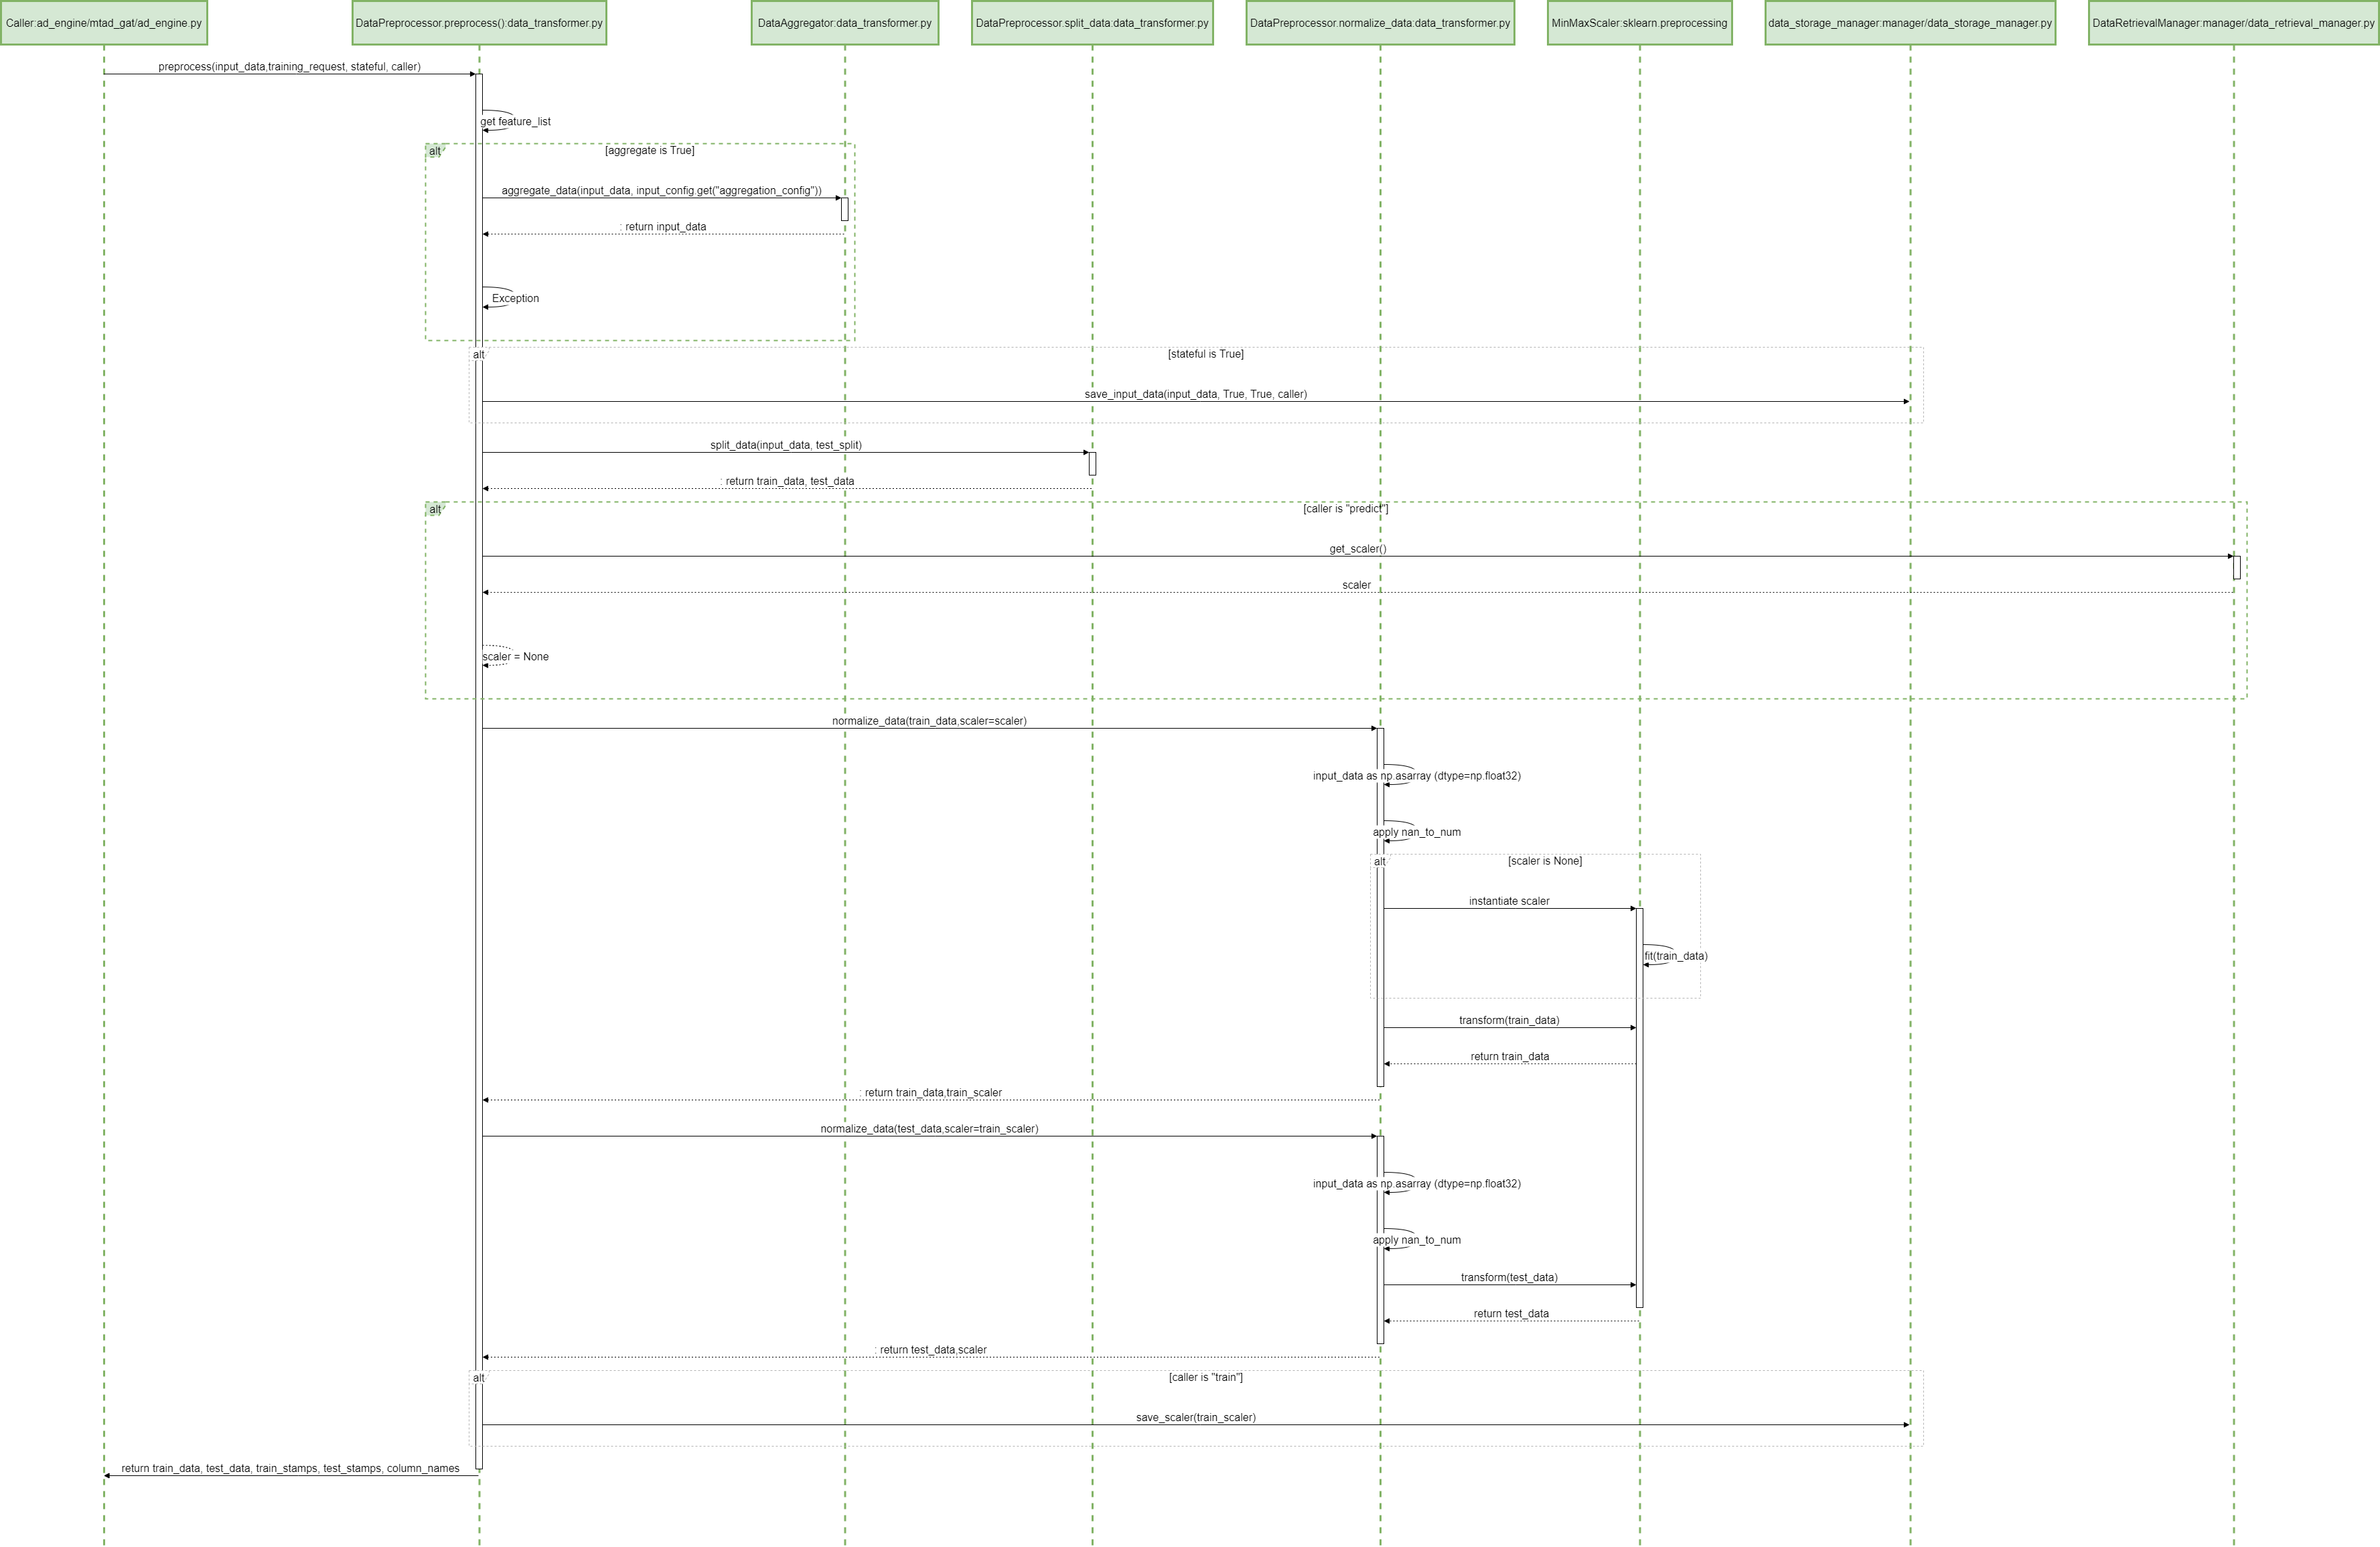 Caller:ad_engine/mtad_gat/ad_engine.py
DataPreprocessor.preprocess():data_transformer.py
DataAggregator:data_transformer.py
DataPreprocessor.split_data:data_transformer.py
DataPreprocessor.normalize_data:data_transformer.py
MinMaxScaler:sklearn.preprocessing
data_storage_manager:manager/data_storage_manager.py
DataRetrievalManager:manager/data_retrieval_manager.py
preprocess(input_data,training_request, stateful, caller)
get feature_list
alt
[aggregate is True]
aggregate_data(input_data, input_config.get("aggregation_config"))
: return input_data
Exception
alt
[stateful is True]
save_input_data(input_data, True, True, caller)
split_data(input_data, test_split)
: return train_data, test_data
alt
[caller is "predict"]
get_scaler()
scaler
scaler = None
normalize_data(train_data,scaler=scaler)
input_data as np.asarray (dtype=np.float32)
apply nan_to_num
alt
[scaler is None]
instantiate scaler
fit(train_data)
transform(train_data)
return train_data
: return train_data,train_scaler
normalize_data(test_data,scaler=train_scaler)
input_data as np.asarray (dtype=np.float32)
apply nan_to_num
transform(test_data)
return test_data
: return test_data,scaler
alt
[caller is "train"]
save_scaler(train_scaler)
return train_data, test_data, train_stamps, test_stamps, column_names